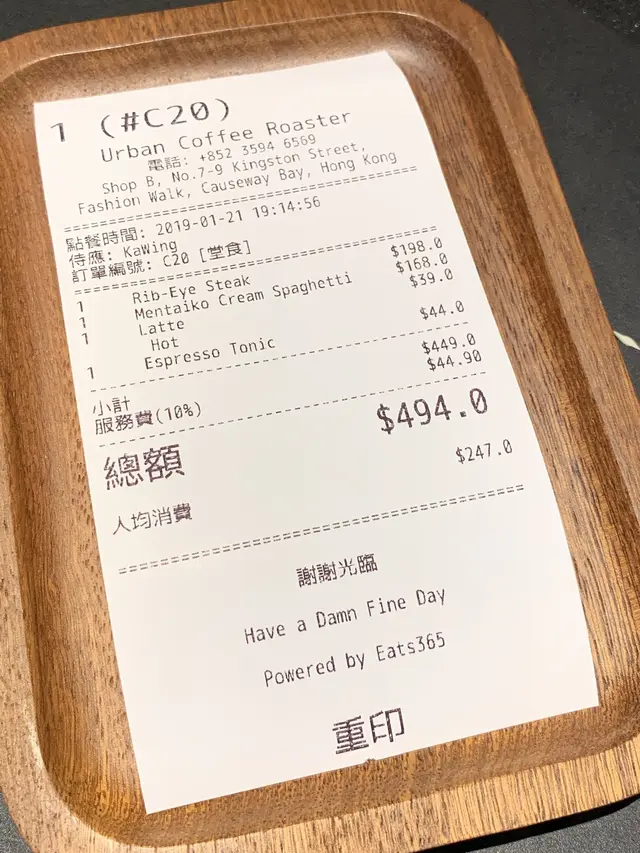 1 (#C20)
Urban Coffee Roaster
電話: +852 3594 6569
Shop B, No.7-9 Kingston Street,
Fashion Walk, Causeway Bay, Hong Kong
點餐時間: 2019-01-21 19:14:56
侍應: KaWing
訂單編號: C20 [堂食]
1 Rib-Eye Steak $198.0
1 Mentaiko Cream Spaghetti $168.0
1 Latte $39.0
Hot
1 Espresso Tonic $44.0
小計 $449.0
服務費(10%) $44.90
總額 $494.0
人均消費 $247.0
謝謝光臨
Have a Damn Fine Day
Powered by Eats365
重印